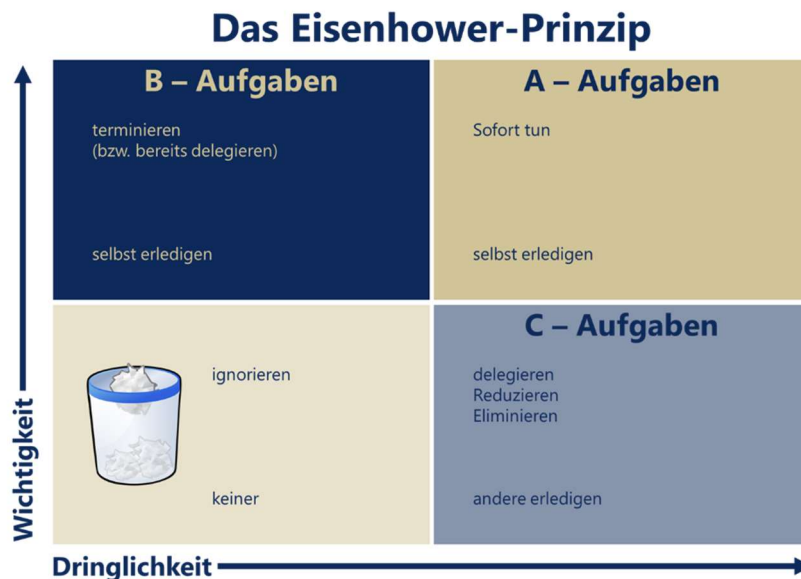 Das Eisenhower-Prinzip
B – Aufgaben
terminieren
(bzw. bereits delegieren)
selbst erledigen
A – Aufgaben
Sofort tun
selbst erledigen
ignorieren
keiner
C – Aufgaben
delegieren
Reduzieren
Eliminieren
andere erledigen
Wichtigkeit
Dringlichkeit